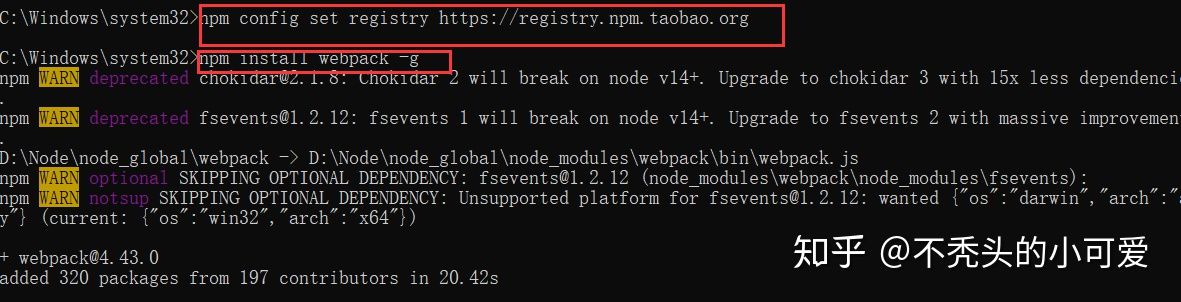 C:\Windows\system32>npm config set registry https://registry.npm.taobao.org
C:\Windows\system32>npm install webpack -g
npm WARN deprecated chokidar@2.1.8: Chokidar 2 will break on node v14+. Upgrade to chokidar 3 with 15x less dependencie
.
npm WARN deprecated fsevents@1.2.12: fsevents 1 will break on node v14+. Upgrade to fsevents 2 with massive improvement
.
D:\Node\node_global\webpack -> D:\Node\node_global\node_modules\webpack\bin\webpack.js
npm WARN optional SKIPPING OPTIONAL DEPENDENCY: fsevents@1.2.12 (node_modules\webpack\node_modules\fsevents):
npm WARN notsup SKIPPING OPTIONAL DEPENDENCY: Unsupported platform for fsevents@1.2.12: wanted {"os":"darwin","arch":"a
y"} (current: {"os":"win32","arch":"x64"})
+ webpack@4.43.0
added 320 packages from 197 contributors in 20.42s
知乎 @不秃头的小可爱